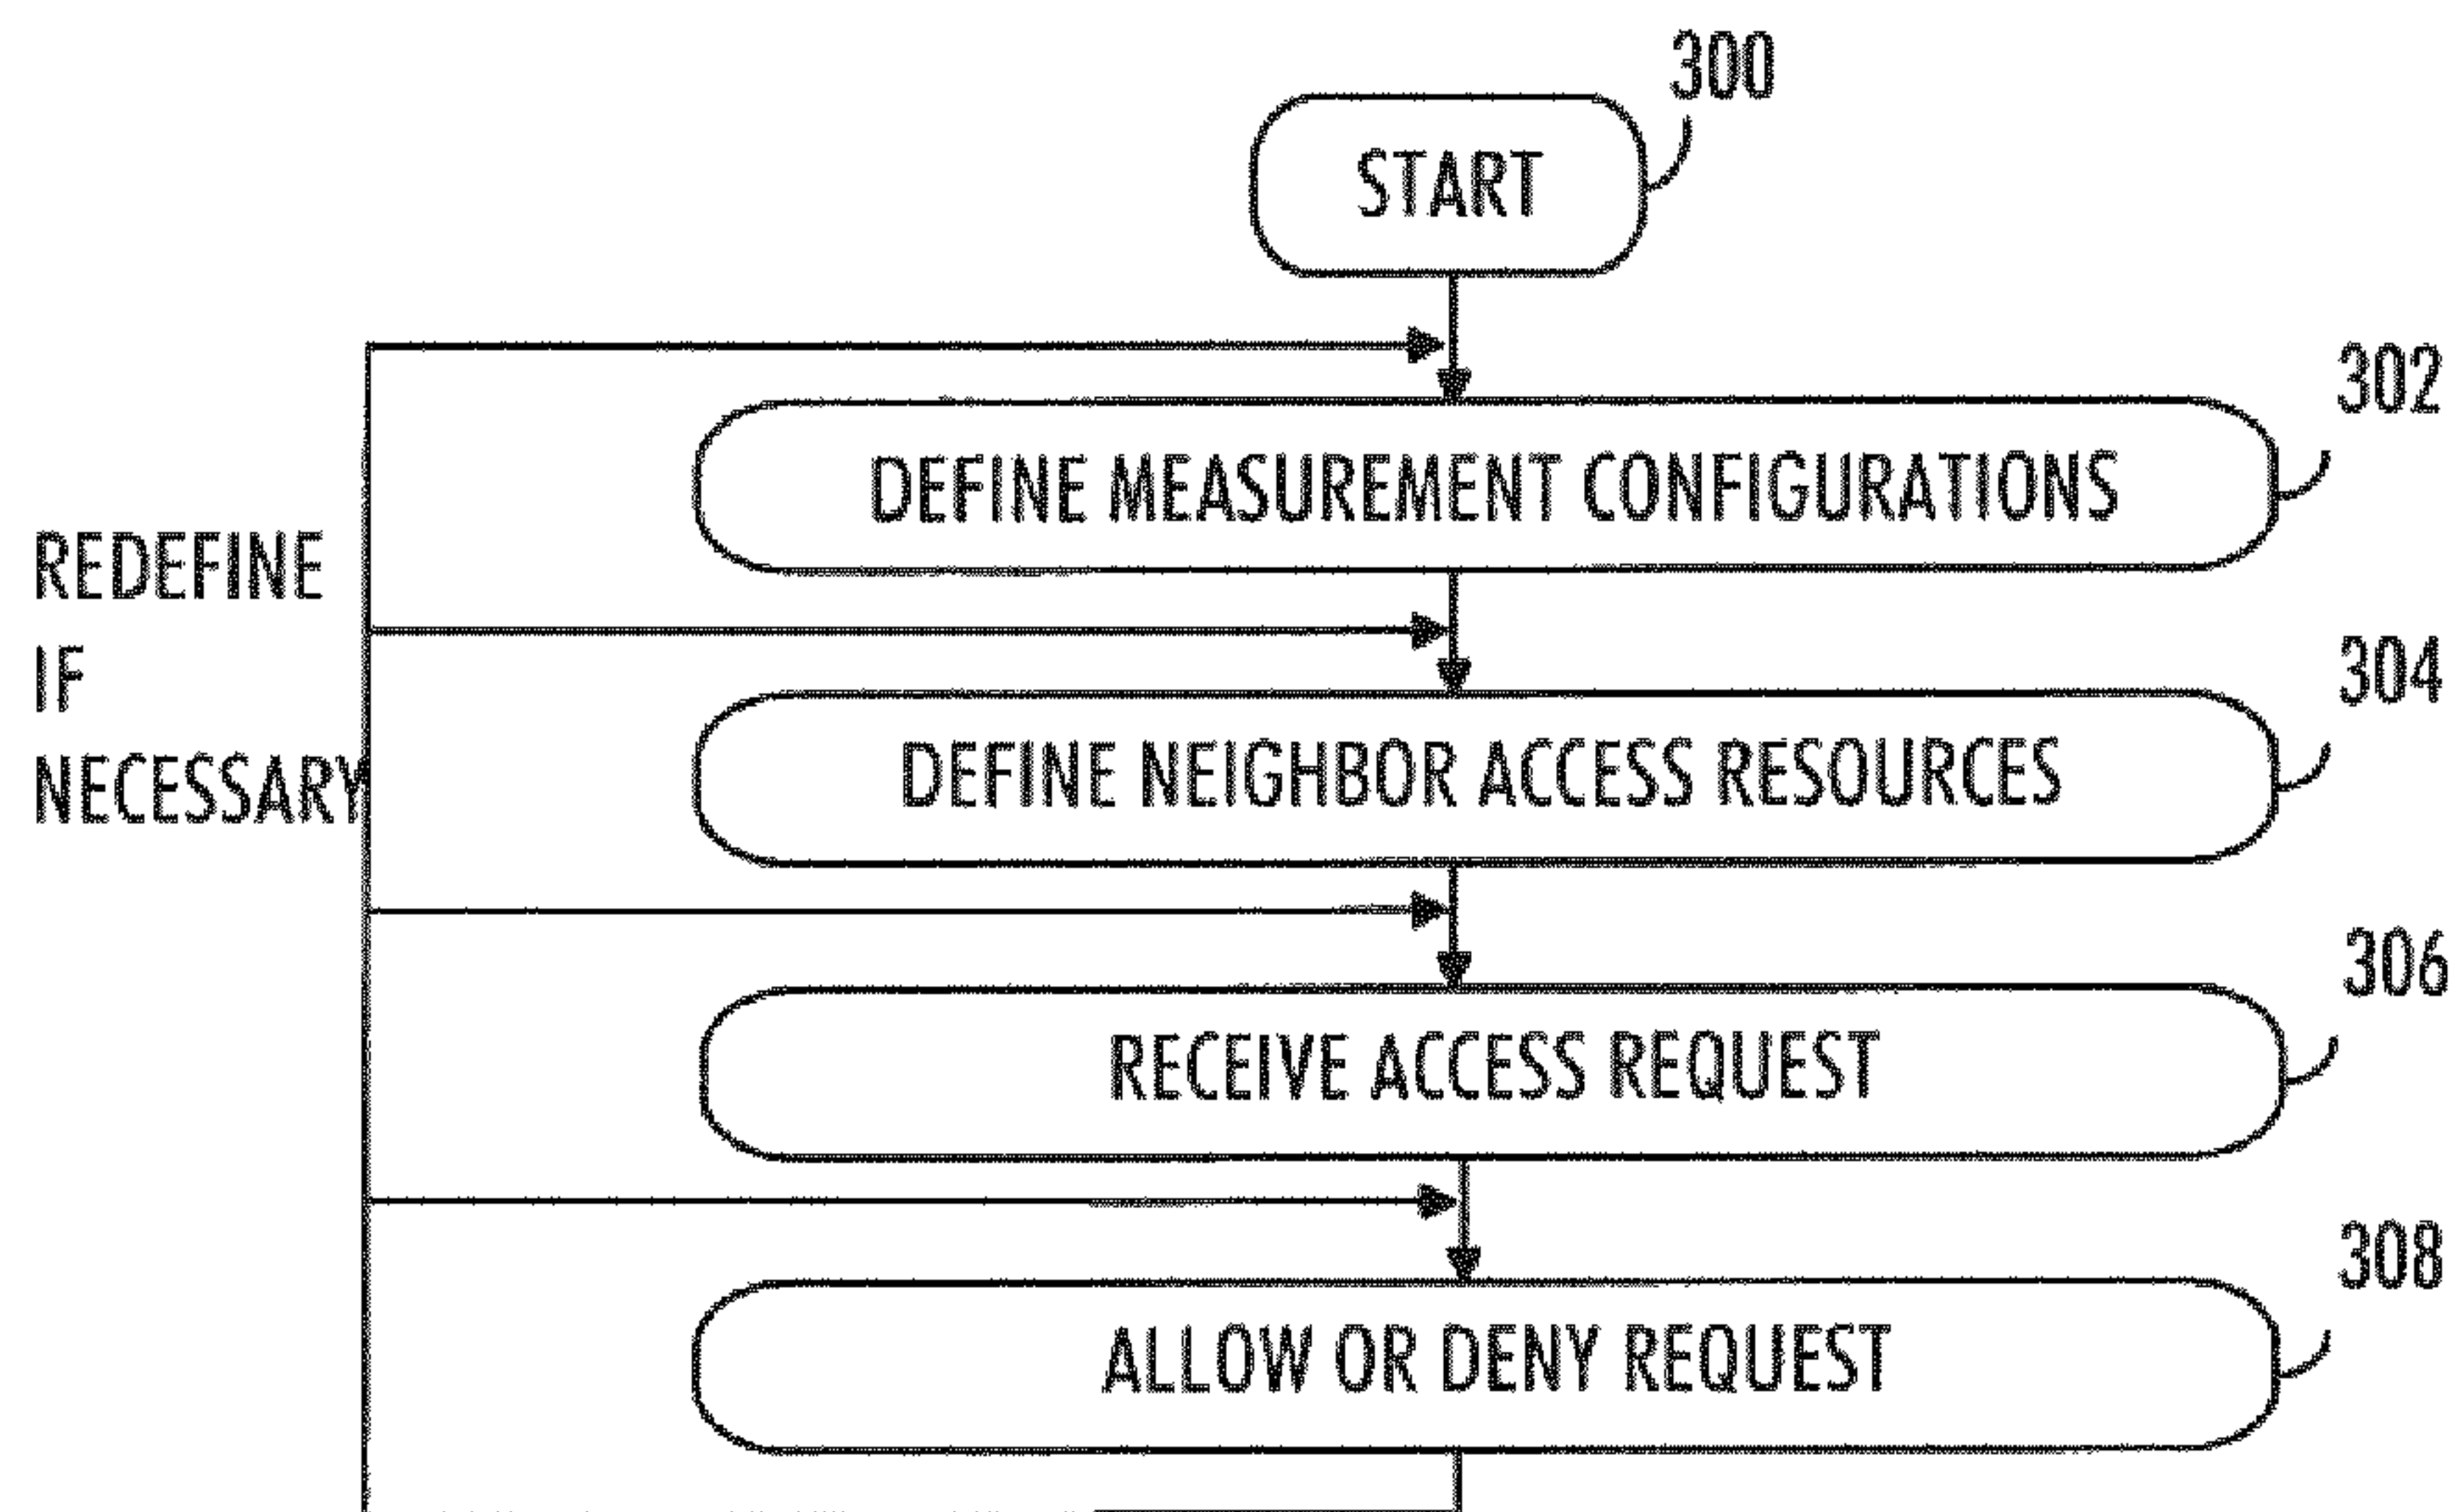 300
START
302
DEFINE MEASUREMENT CONFIGURATIONS
REDEFINE
IF
NECESSARY
304
DEFINE NEIGHBOR ACCESS RESOURCES
306
RECEIVE ACCESS REQUEST
308
ALLOW OR DENY REQUEST